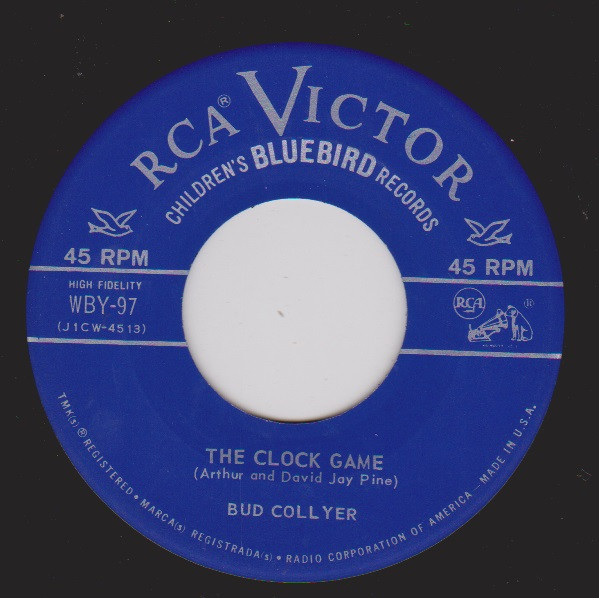 RCA® VICTOR
CHILDREN'S BLUEBIRD RECORDS
45 RPM
45 RPM
HIGH FIDELITY
WBY-97
(J1CW-4513)
RCA
®
THE CLOCK GAME
(Arthur and David Jay Pine)
BUD COLLYER
TMK(s) ® REGISTERED • MARCA(s) REGISTRADA(s) • RADIO CORPORATION OF AMERICA — MADE IN U.S.A.